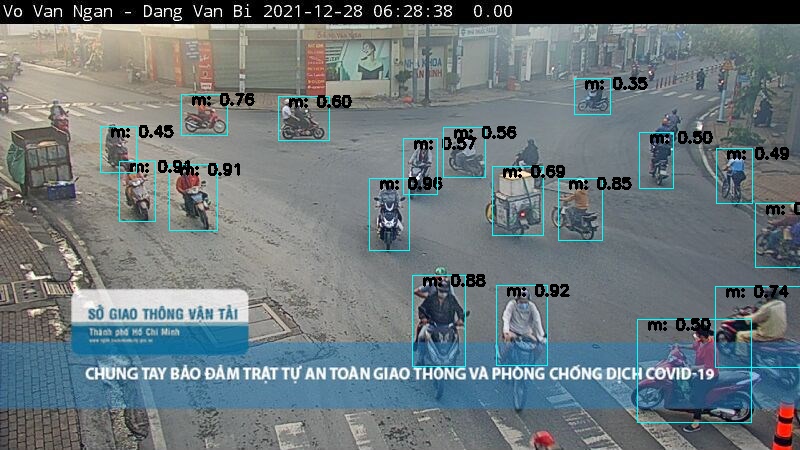 Vo Van Ngan - Dang Van Bi 2021-12-28 06:28:38 0.00
m: 0.35
m: 0.76
m: 0.60
m: 0.45
m: 0.56
m: 0.50
m: 0.57
m: 0.49
m: 0.91
m: 0.91
m: 0.69
m: 0.96
m: 0.85
m: 0.88
m: 0.92
m: 0.74
SỞ GIAO THÔNG VẬN TẢI
Thành phố Hồ Chí Minh
m: 0.50
CHUNG TAY BẢO ĐẢM TRẬT TỰ AN TOÀN GIAO THÔNG VÀ PHÒNG CHỐNG DỊCH COVID-19